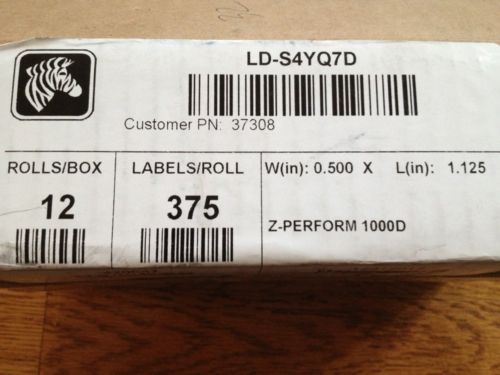 LD-S4YQ7D
Customer PN: 37308
ROLLS/BOX
12
LABELS/ROLL
375
W(in): 0.500 X L(in): 1.125
Z-PERFORM 1000D